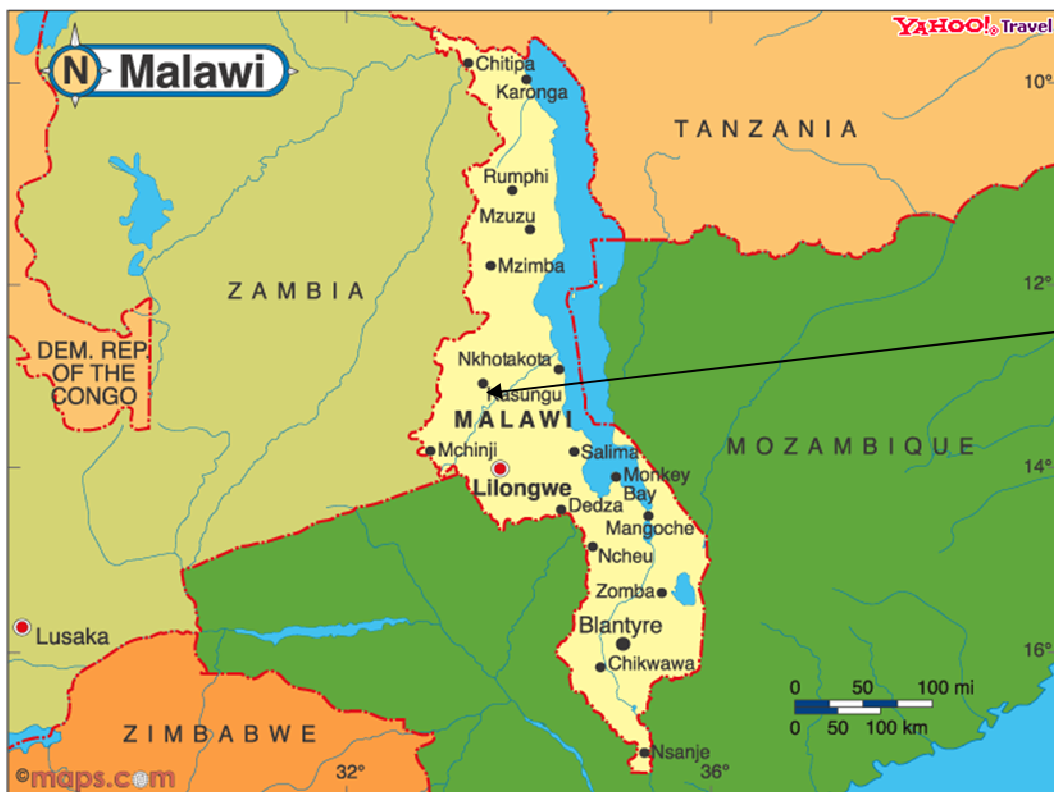 YAHOO! Travel
N Malawi
10°
Chitipa
Karonga
TANZANIA
Rumphi
Mzuzu
Mzimba
12°
ZAMBIA
DEM. REP
OF THE
CONGO
Nkhotakota
Kasungu
MALAWI
MOZAMBIQUE
Mchinji
Salima
14°
Lilongwe
Monkey
Bay
Dedza
Mangoche
Ncheu
Zomba
Blantyre
Lusaka
16°
Chikwawa
0 50 100 mi
0 50 100 km
ZIMBABWE
Nsanje
32°
36°
©maps.com